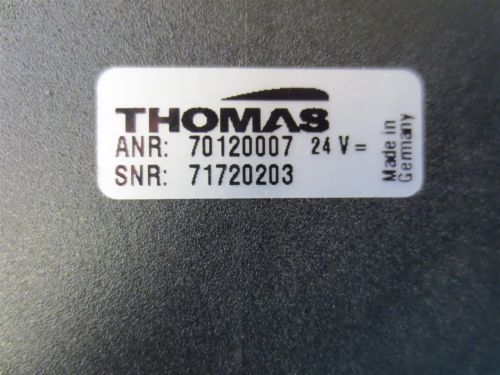 THOMAS
ANR: 70120007 24 V =
SNR: 71720203
Made in
Germany